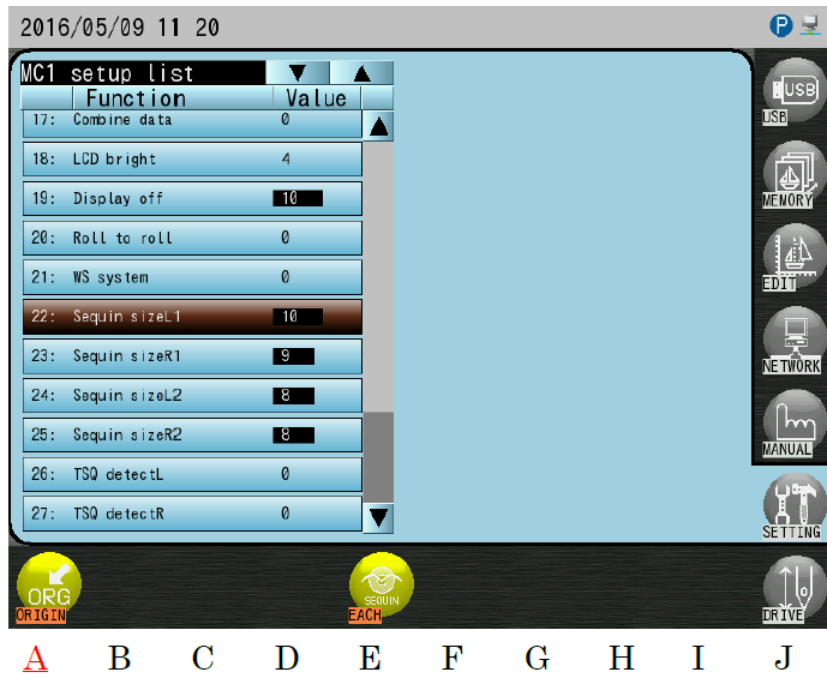 2016/05/09 11 20
P
MC1 setup list ▼ ▲
Function Value
17: Combine data 0
18: LCD bright 4
19: Display off 10
20: Roll to roll 0
21: WS system 0
22: Sequin sizeL1 10
23: Sequin sizeR1 9
24: Sequin sizeL2 8
25: Sequin sizeR2 8
26: TSQ detectL 0
27: TSQ detectR 0
USB
USB
MEMORY
EDIT
NETWORK
MANUAL
SETTING
ORG
ORIGIN
SEQUIN
EACH
DRIVE
A B C D E F G H I J